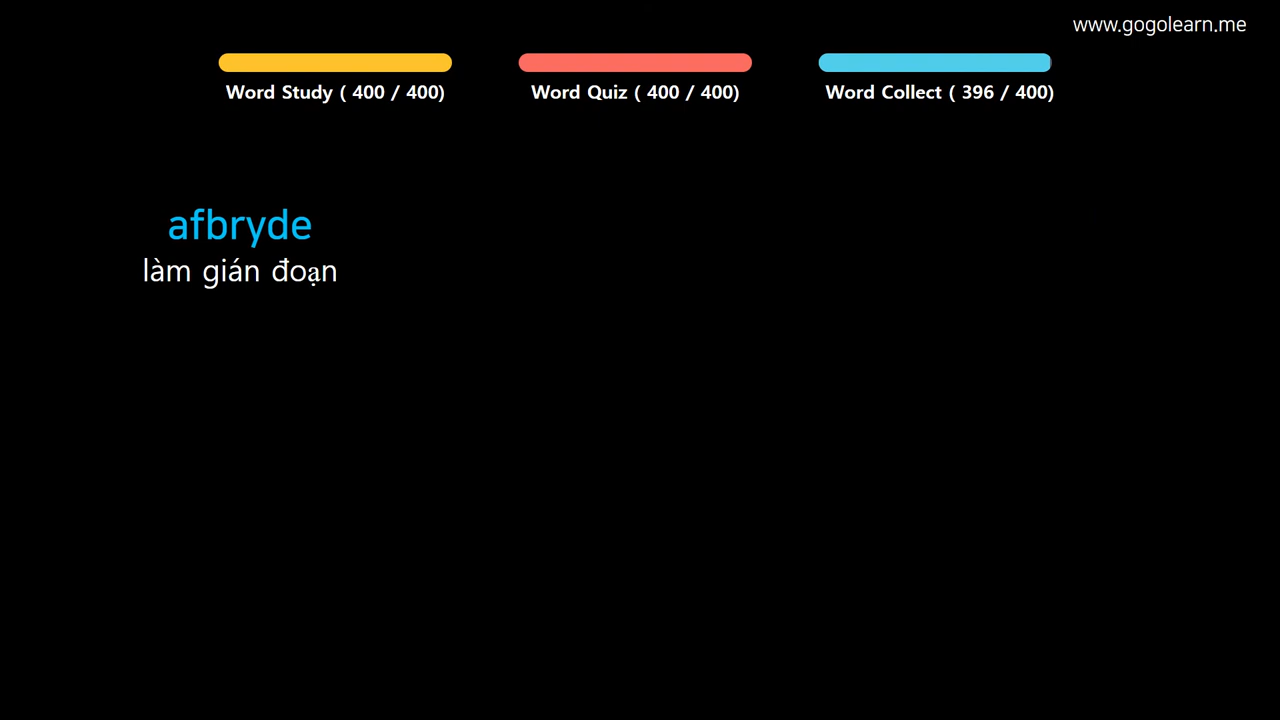 www.gogolearn.me
Word Study ( 400 / 400)
Word Quiz ( 400 / 400)
Word Collect ( 396 / 400)
afbryde
làm gián đoạn